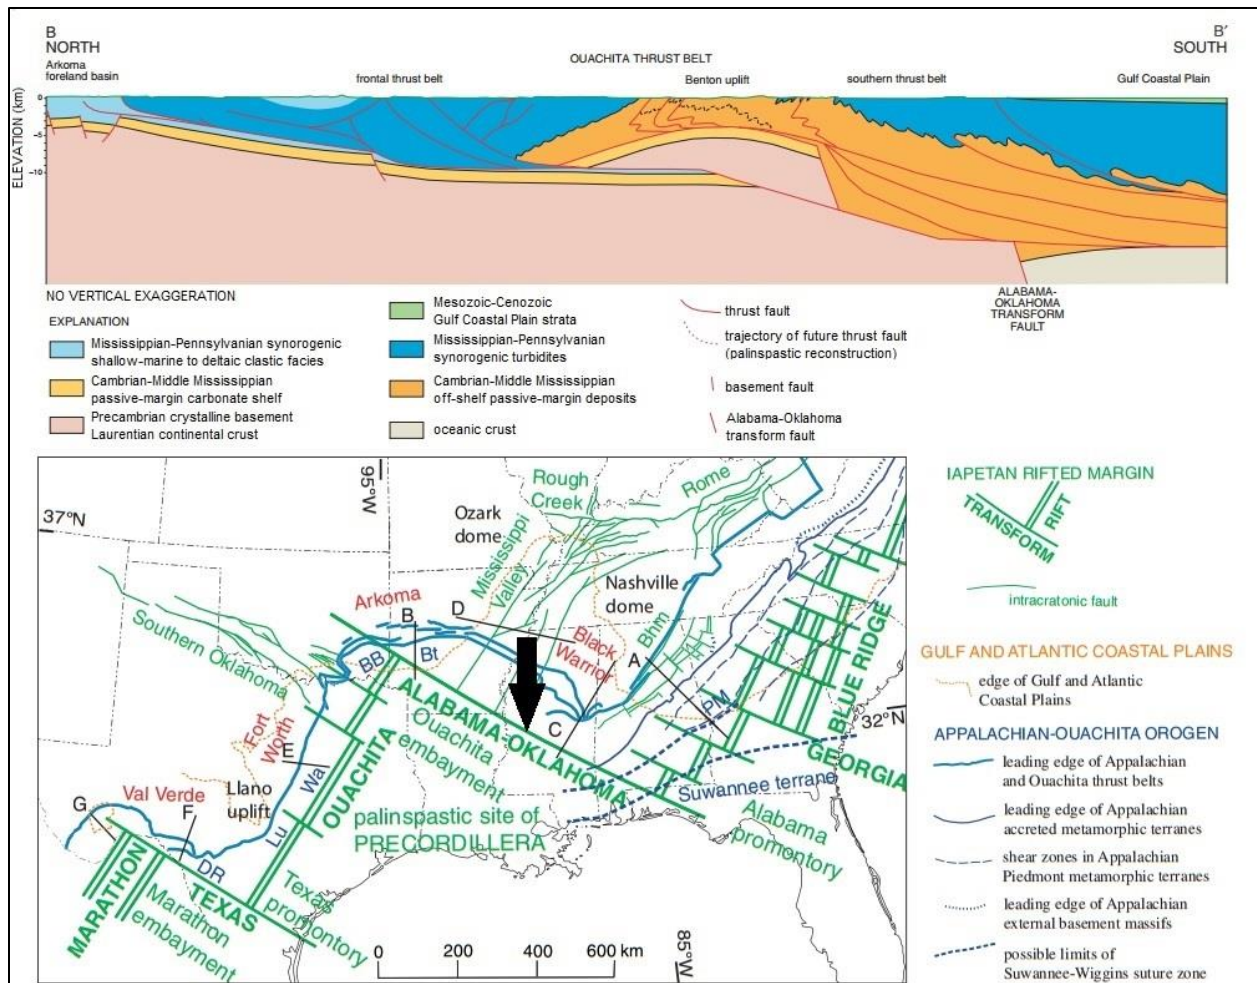 B
NORTH
Arkoma
foreland basin
frontal thrust belt
OUACHITA THRUST BELT
Benton uplift
southern thrust belt
B′
SOUTH
Gulf Coastal Plain
ELEVATION (km)
0
−5
−10
NO VERTICAL EXAGGERATION
EXPLANATION
Mississippian-Pennsylvanian synorogenic
shallow-marine to deltaic clastic facies
Cambrian-Middle Mississippian
passive-margin carbonate shelf
Precambrian crystalline basement
Laurentian continental crust
Mesozoic-Cenozoic
Gulf Coastal Plain strata
Mississippian-Pennsylvanian
synorogenic turbidites
Cambrian-Middle Mississippian
off-shelf passive-margin deposits
oceanic crust
thrust fault
trajectory of future thrust fault
(palinspastic reconstruction)
basement fault
Alabama-Oklahoma
transform fault
ALABAMA-
OKLAHOMA
TRANSFORM
FAULT
37°N
95°W
Ozark
dome
Rough
Creek
Rome
Mississippi
Valley
Nashville
dome
Arkoma
B
D
Black
Warrior
Bhm
A
Southern Oklahoma
BB
Bt
Fort
Worth
E
Wa
OUACHITA
ALABAMA-OKLAHOMA
Ouachita
embayment
C
PM
BLUE RIDGE
32°N
GEORGIA
Suwannee terrane
Alabama
promontory
Llano
uplift
Val Verde
G
F
DR
Lu
palinspastic site of
PRECORDILLERA
MARATHON
TEXAS
Marathon
embayment
Texas
promontory
0 200 400 600 km
85°W
IAPETAN RIFTED MARGIN
TRANSFORM
RIFT
intracratonic fault
GULF AND ATLANTIC COASTAL PLAINS
edge of Gulf and Atlantic
Coastal Plains
APPALACHIAN-OUACHITA OROGEN
leading edge of Appalachian
and Ouachita thrust belts
leading edge of Appalachian
accreted metamorphic terranes
shear zones in Appalachian
Piedmont metamorphic terranes
leading edge of Appalachian
external basement massifs
possible limits of
Suwannee-Wiggins suture zone